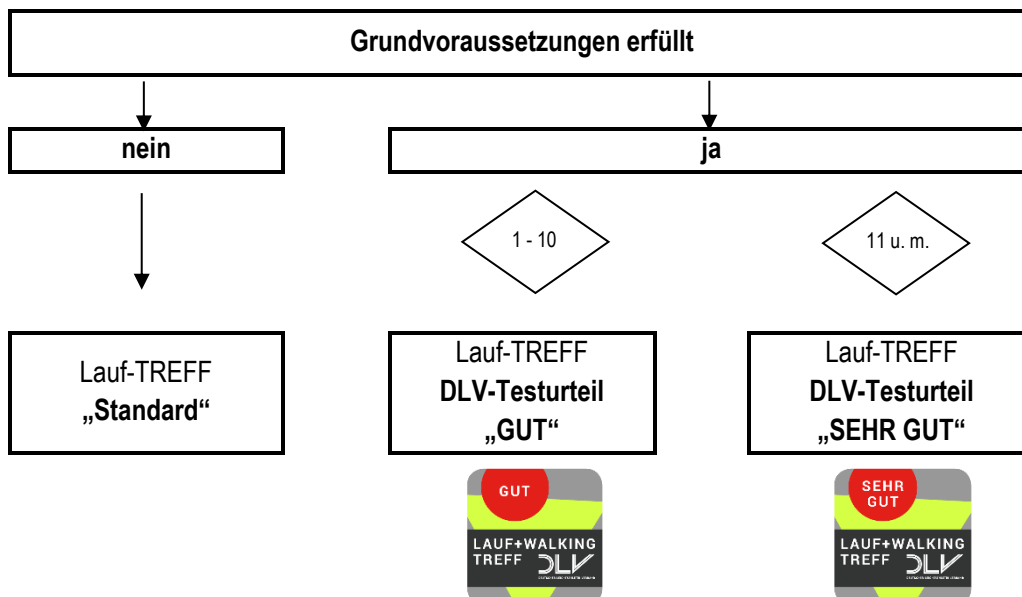 Grundvoraussetzungen erfüllt
nein
ja
1 - 10
11 u. m.
Lauf-TREFF
„Standard“
Lauf-TREFF
DLV-Testurteil
„GUT“
Lauf-TREFF
DLV-Testurteil
„SEHR GUT“
GUT
LAUF+WALKING
TREFF DLV
SEHR
GUT
LAUF+WALKING
TREFF DLV